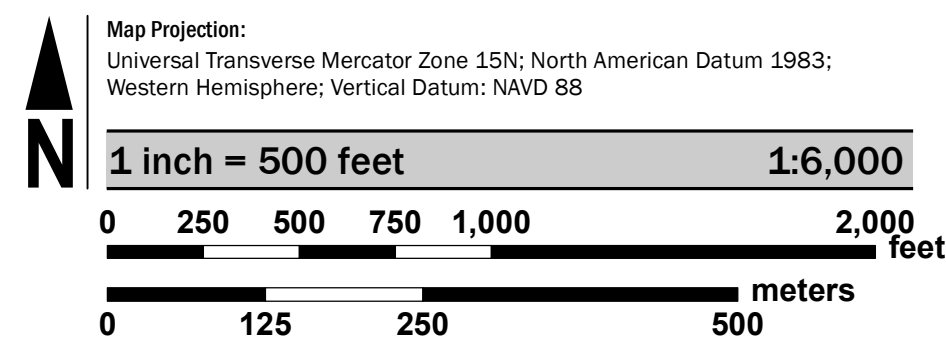 Map Projection:
Universal Transverse Mercator Zone 15N; North American Datum 1983;
Western Hemisphere; Vertical Datum: NAVD 88
N
1 inch = 500 feet 1:6,000
0 250 500 750 1,000 2,000
feet
meters
0 125 250 500